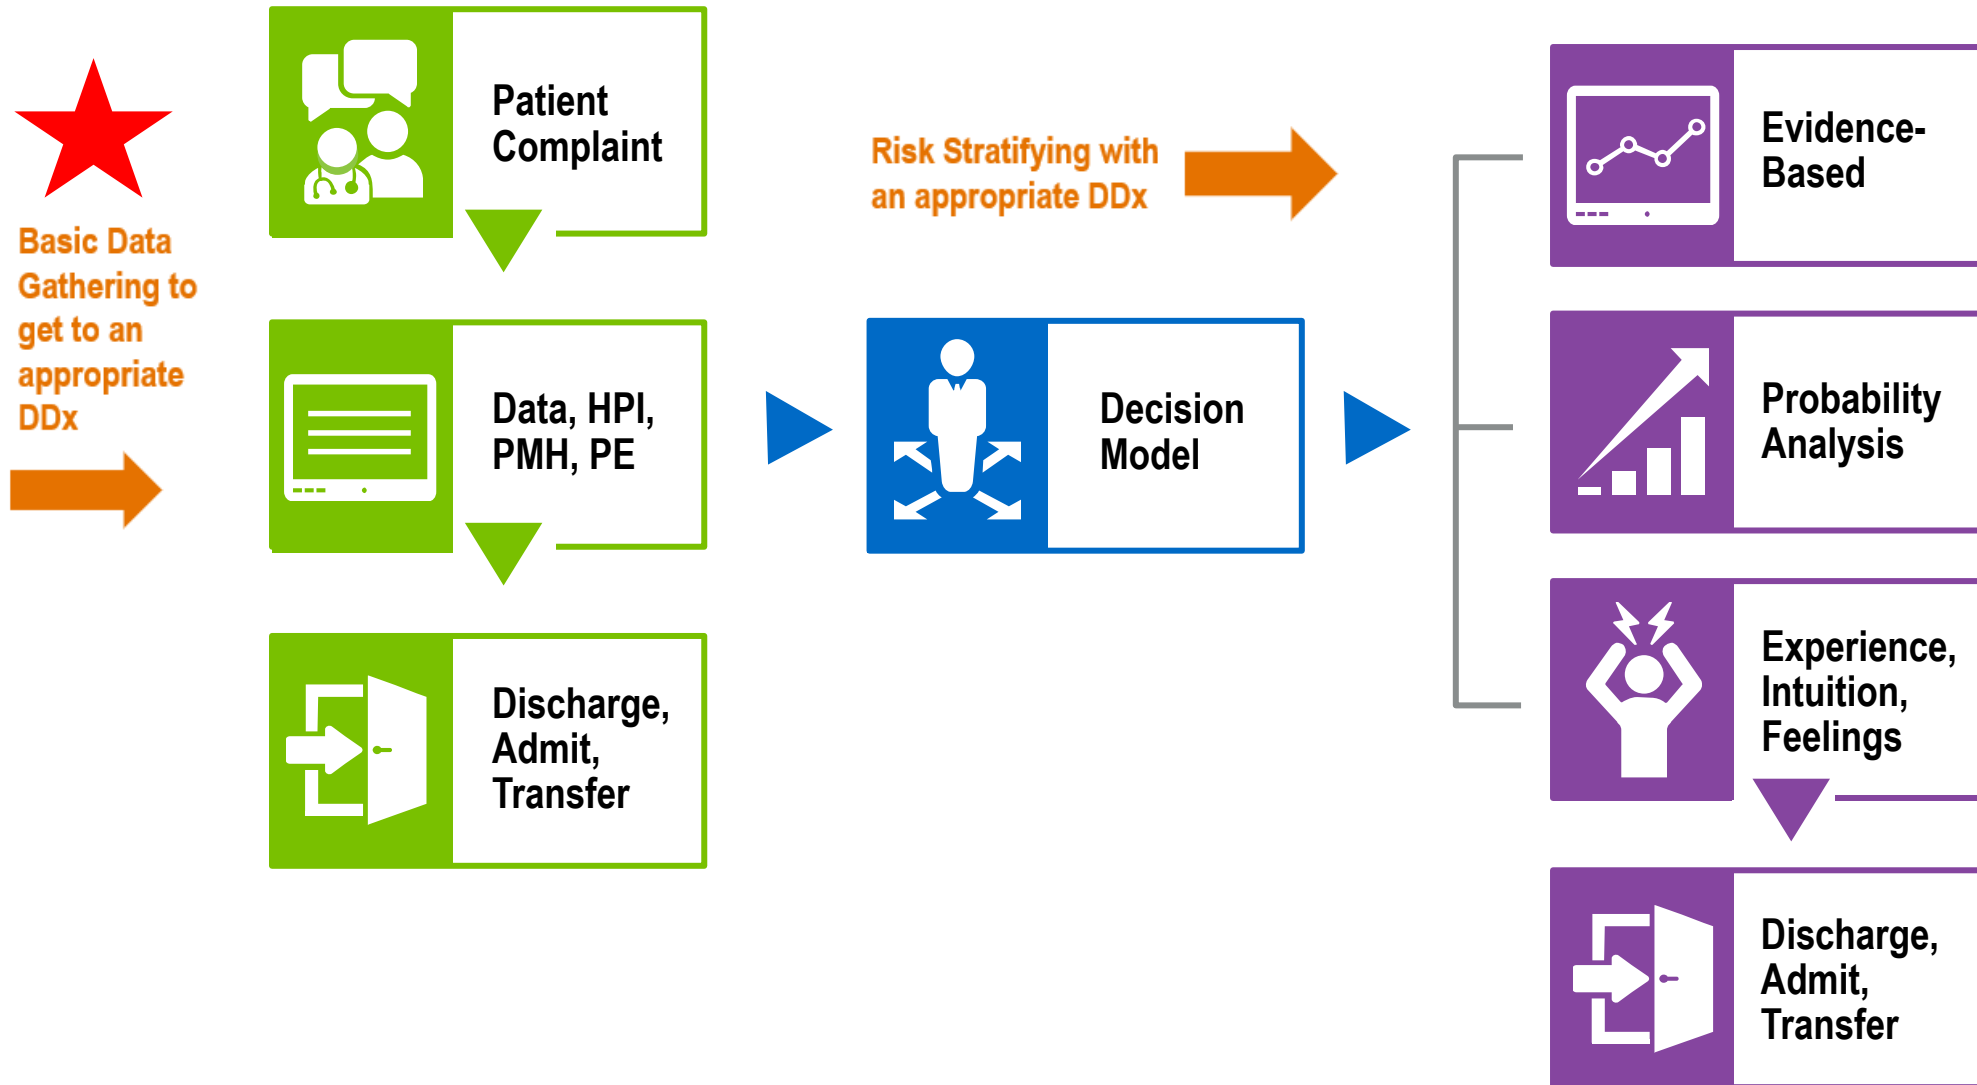 Basic Data
Gathering to
get to an
appropriate
DDx
Patient
Complaint
Data, HPI,
PMH, PE
Discharge,
Admit,
Transfer
Risk Stratifying with
an appropriate DDx
Decision
Model
Evidence-
Based
Probability
Analysis
Experience,
Intuition,
Feelings
Discharge,
Admit,
Transfer